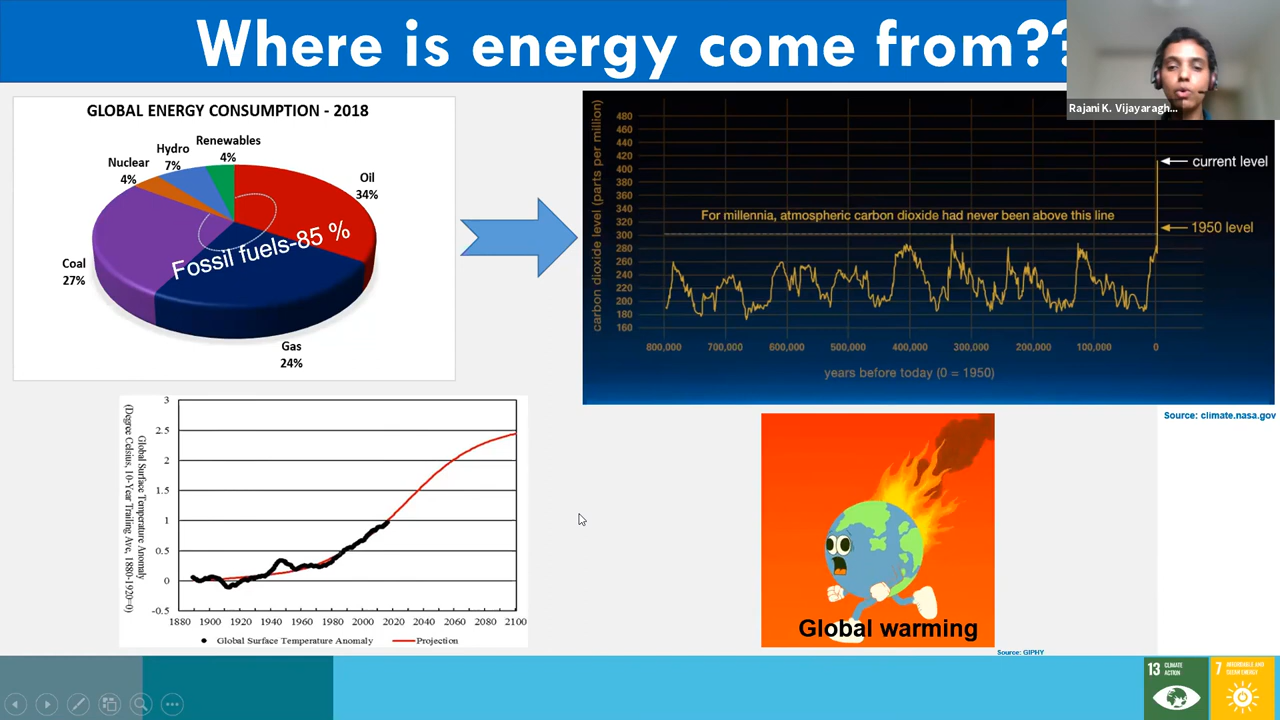 Where is energy come from??
Rajani K. Vijayaragh...
GLOBAL ENERGY CONSUMPTION - 2018
Renewables
4%
Hydro
7%
Nuclear
4%
Oil
34%
Fossil fuels-85 %
Coal
27%
Gas
24%
carbon dioxide level (parts per million)
480
460
440
420
400
380
360
340
320
300
280
260
240
220
200
180
160
current level
For millennia, atmospheric carbon dioxide had never been above this line
1950 level
800,000 700,000 600,000 500,000 400,000 300,000 200,000 100,000 0
years before today (0 = 1950)
Source: climate.nasa.gov
Global Surface Temperature Anomaly
(Degree Celsius, 10-Year Trailing Ave, 1880-1920=0)
3
2.5
2
1.5
1
0.5
0
-0.5
1880 1900 1920 1940 1960 1980 2000 2020 2040 2060 2080 2100
Global Surface Temperature Anomaly Projection
Global warming
Source: GIPHY
13 CLIMATE
ACTION
7 AFFORDABLE AND
CLEAN ENERGY